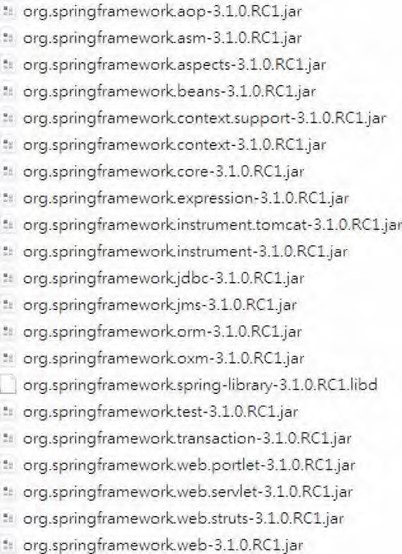 org.springframework.aop-3.1.0.RC1.jar
org.springframework.asm-3.1.0.RC1.jar
org.springframework.aspects-3.1.0.RC1.jar
org.springframework.beans-3.1.0.RC1.jar
org.springframework.context.support-3.1.0.RC1.jar
org.springframework.context-3.1.0.RC1.jar
org.springframework.core-3.1.0.RC1.jar
org.springframework.expression-3.1.0.RC1.jar
org.springframework.instrument.tomcat-3.1.0.RC1.jar
org.springframework.instrument-3.1.0.RC1.jar
org.springframework.jdbc-3.1.0.RC1.jar
org.springframework.jms-3.1.0.RC1.jar
org.springframework.orm-3.1.0.RC1.jar
org.springframework.oxm-3.1.0.RC1.jar
org.springframework.spring-library-3.1.0.RC1.libd
org.springframework.test-3.1.0.RC1.jar
org.springframework.transaction-3.1.0.RC1.jar
org.springframework.web.portlet-3.1.0.RC1.jar
org.springframework.web.servlet-3.1.0.RC1.jar
org.springframework.web.struts-3.1.0.RC1.jar
org.springframework.web-3.1.0.RC1.jar